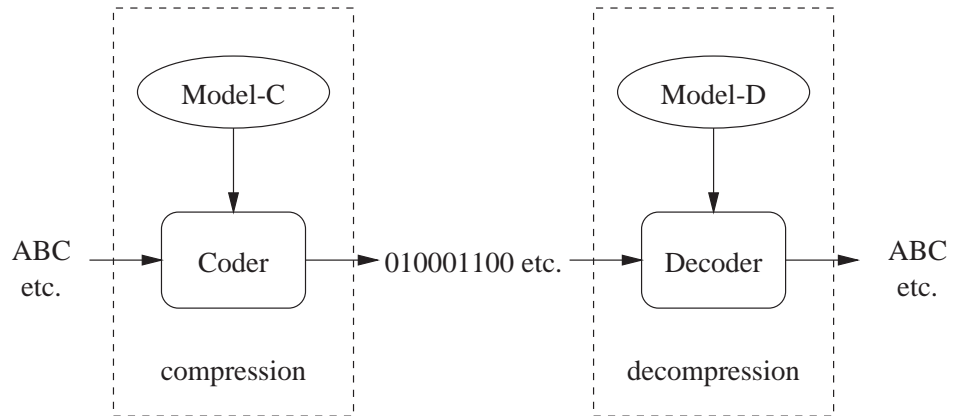 Model-C
Model-D
ABC
etc.
Coder
010001100 etc.
Decoder
ABC
etc.
compression
decompression